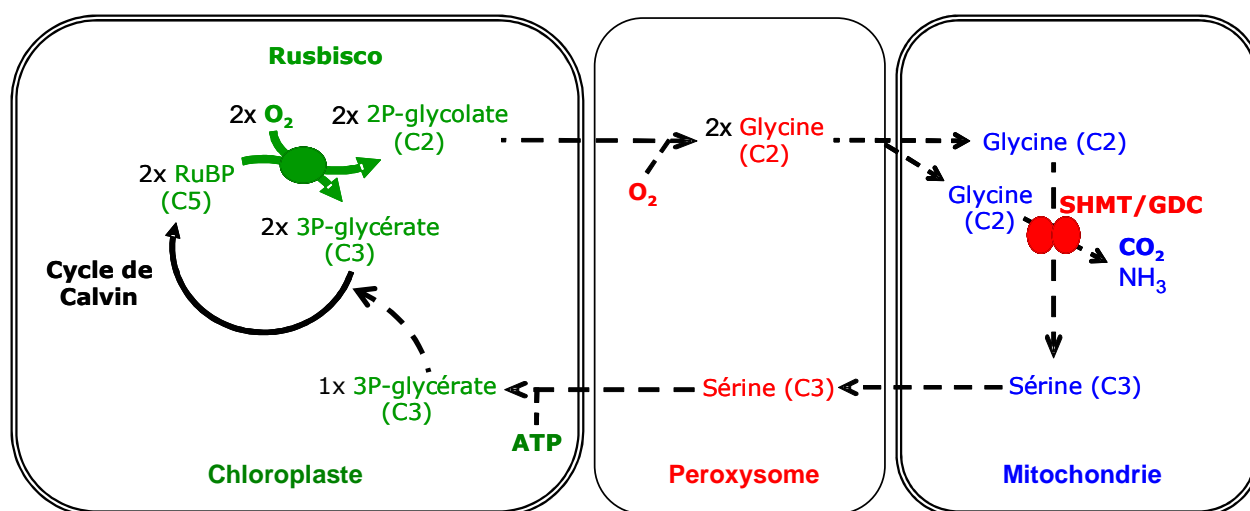 Rusbisco
2x O₂
2x 2P-glycolate
(C2)
2x RuBP
(C5)
2x 3P-glycérate
(C3)
Cycle de
Calvin
1x 3P-glycérate
(C3)
ATP
Chloroplaste
2x Glycine
(C2)
O₂
Sérine (C3)
Peroxysome
Glycine (C2)
Glycine
(C2)
SHMT/GDC
CO₂
NH₃
Sérine (C3)
Mitochondrie